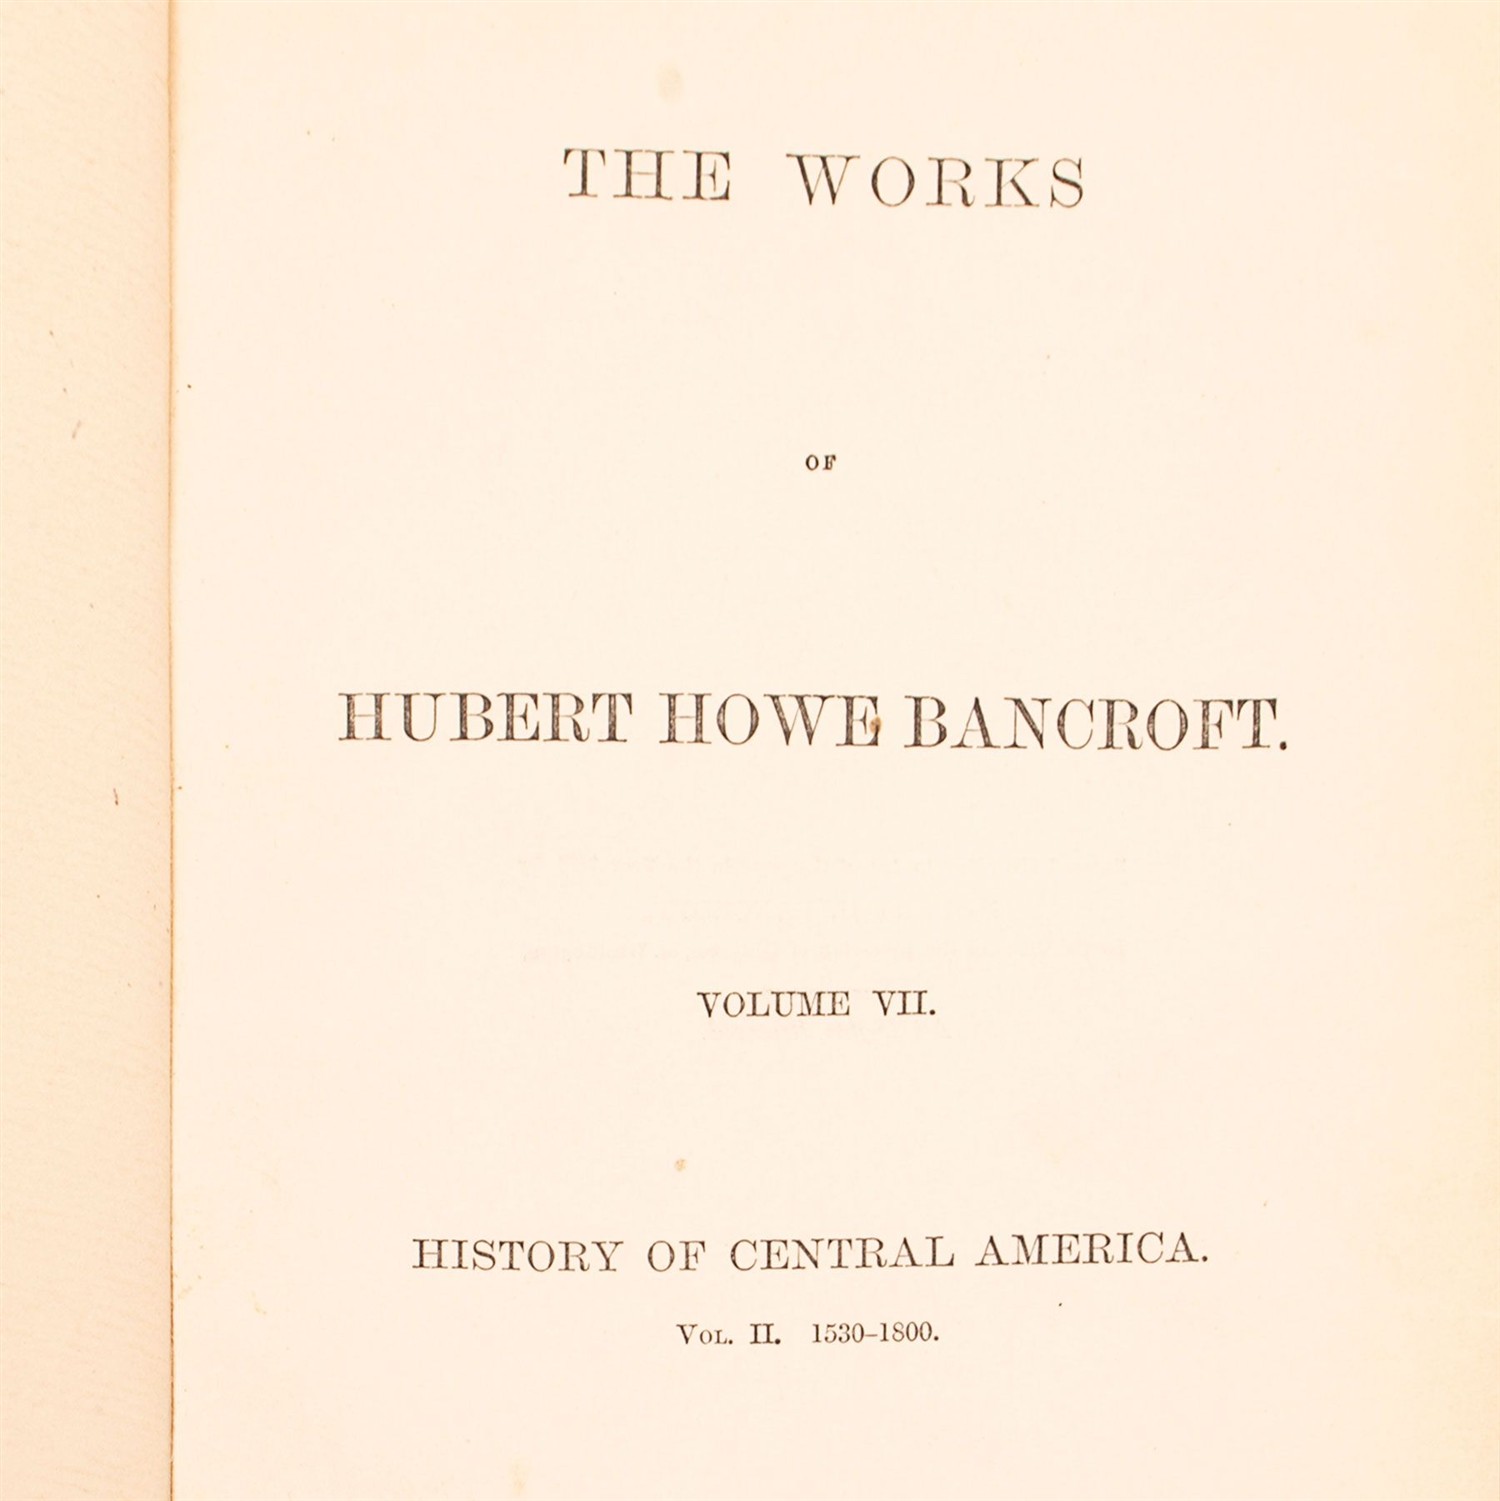 THE WORKS
OF
HUBERT HOWE BANCROFT.
VOLUME VII.
HISTORY OF CENTRAL AMERICA.
VOL. II. 1530–1800.